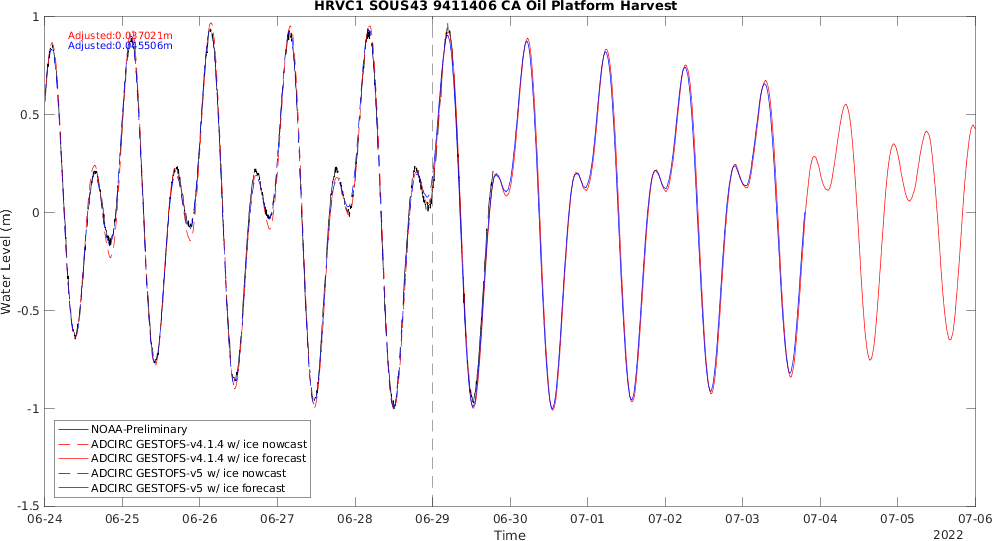 HRVC1 SOUS43 9411406 CA Oil Platform Harvest
Adjusted:0.037021m
Adjusted:0.045506m
1
0.5
0
-0.5
-1
-1.5
Water Level (m)
NOAA-Preliminary
ADCIRC GESTOFS-v4.1.4 w/ ice nowcast
ADCIRC GESTOFS-v4.1.4 w/ ice forecast
ADCIRC GESTOFS-v5 w/ ice nowcast
ADCIRC GESTOFS-v5 w/ ice forecast
06-24 06-25 06-26 06-27 06-28 06-29 06-30 07-01 07-02 07-03 07-04 07-05 07-06
Time
2022